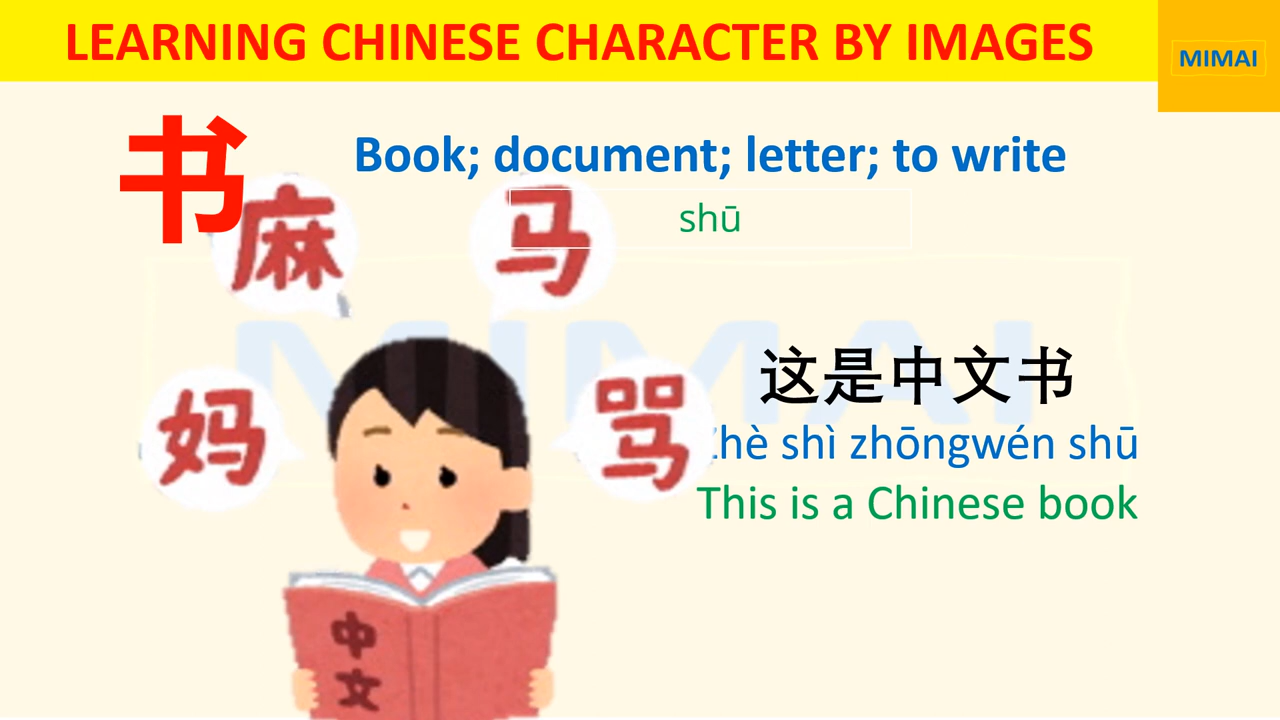 LEARNING CHINESE CHARACTER BY IMAGES
MIMAI
书
Book; document; letter; to write
shū
麻
马
MIMAI
妈
骂
这是中文书
Zhè shì zhōngwén shū
This is a Chinese book
中
文